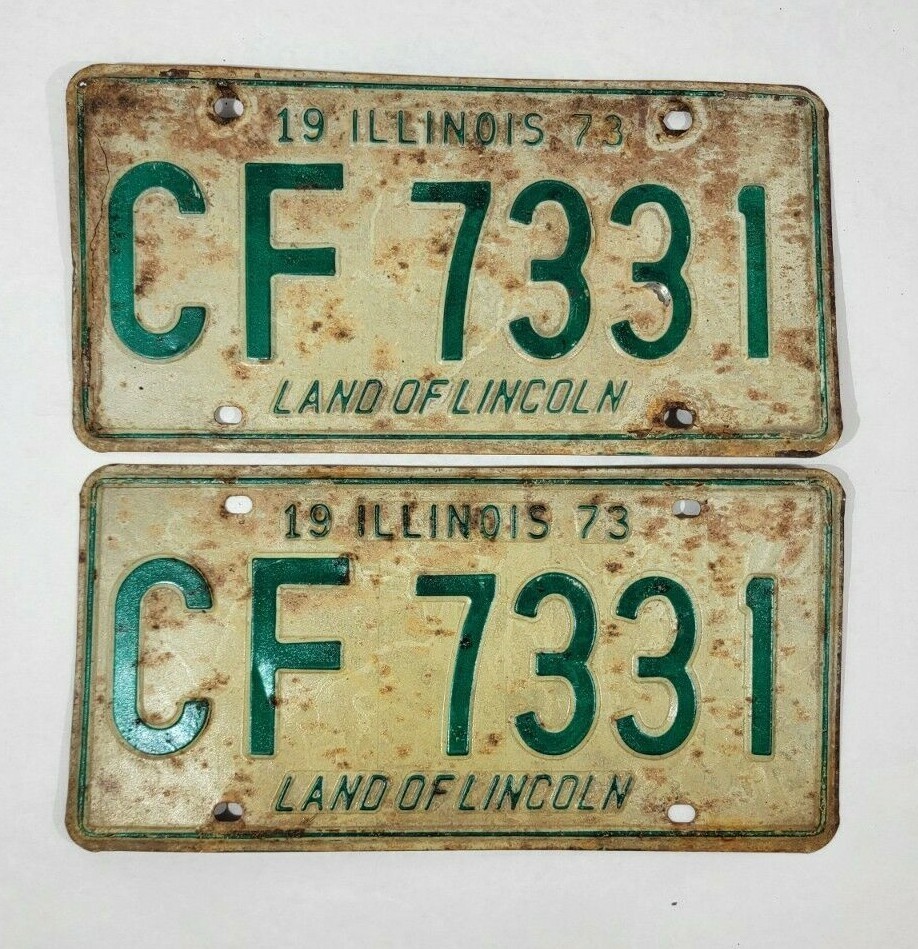 19 ILLINOIS 73
CF 7331
LAND OF LINCOLN
19 ILLINOIS 73
CF 7331
LAND OF LINCOLN